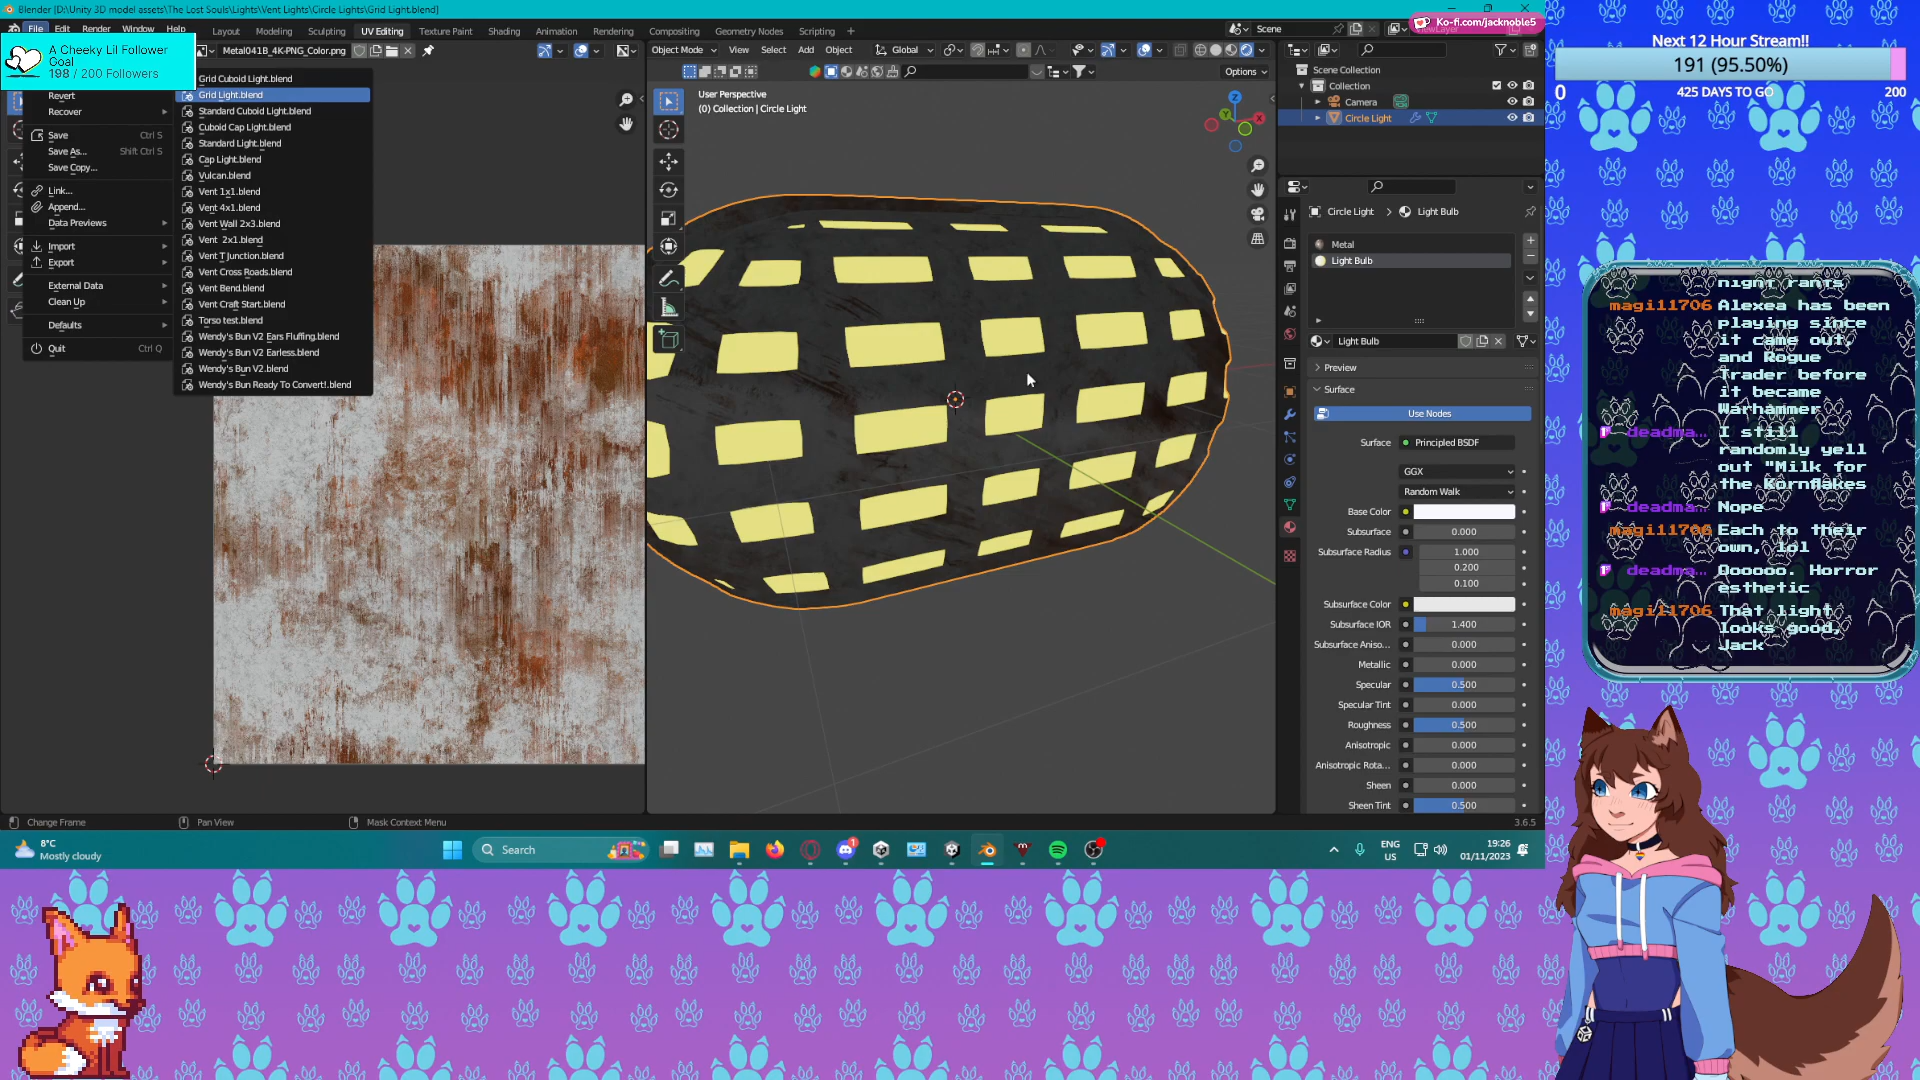 Blender [D:\Unity 3D model assets\The Lost Souls\Lights\Vent Lights\Circle Lights\Grid Light.blend]
File Edit Render Window Help Layout Modeling Sculpting UV Editing Texture Paint Shading Animation Rendering Compositing Geometry Nodes Scripting
Scene
Ko-fi.com/jacknoble5
A Cheeky Lil Follower
Goal
198 / 200 Followers
Metal041B_4K-PNG_Color.png
Object Mode View Select Add Object Global
Options
Revert
Recover
Save Ctrl S
Save As... Shift Ctrl S
Save Copy...
Link...
Append...
Data Previews
Import
Export
External Data
Clean Up
Defaults
Quit Ctrl Q
Grid Cuboid Light.blend
Grid Light.blend
Standard Cuboid Light.blend
Cuboid Cap Light.blend
Standard Light.blend
Cap Light.blend
Vulcan.blend
Vent 1x1.blend
Vent 4x1.blend
Vent Wall 2x3.blend
Vent 2x1.blend
Vent T Junction.blend
Vent Cross Roads.blend
Vent Bend.blend
Vent Craft Start.blend
Torso test.blend
Wendy's Bun V2 Ears Fluffing.blend
Wendy's Bun V2 Earless.blend
Wendy's Bun V2.blend
Wendy's Bun Ready To Convert!.blend
User Perspective
(0) Collection | Circle Light
Z
Y
X
Scene Collection
Collection
Camera
Circle Light
Circle Light Light Bulb
Metal
Light Bulb
Light Bulb
Preview
Surface
Use Nodes
Surface Principled BSDF
GGX
Random Walk
Base Color
Subsurface 0.000
Subsurface Radius 1.000
0.200
0.100
Subsurface Color
Subsurface IOR 1.400
Subsurface Aniso... 0.000
Metallic 0.000
Specular 0.500
Specular Tint 0.000
Roughness 0.500
Anisotropic 0.000
Anisotropic Rota... 0.000
Sheen 0.000
Sheen Tint 0.500
Change Frame Pan View Mask Context Menu
3.6.5
8°C
Mostly cloudy
Search
ENG
US
19:26
01/11/2023
Next 12 Hour Stream!!
191 (95.50%)
0 425 DAYS TO GO 200
night rants
magi11706 Alexea has been
playing since
it came out,
and Rogue
Trader before
it became
Warhammer
deadma... I still
randomly yell
out "Milk for
the Kornflakes
deadma... Nope
magi11706 Each to their
own, lol
deadma... Oooooo. Horror
esthetic
magi11706 That light
looks good,
Jack